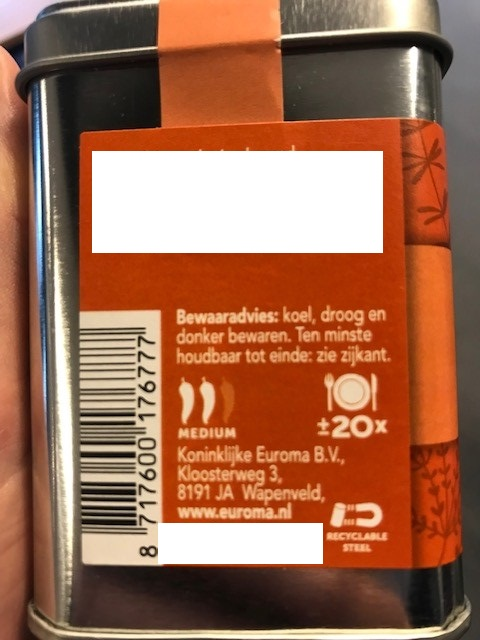 Bewaaradvies: koel, droog en
donker bewaren. Ten minste
houdbaar tot einde: zie zijkant.
MEDIUM
±20x
Koninklijke Euroma B.V.,
Kloosterweg 3,
8191 JA Wapenveld,
www.euroma.nl
RECYCLABLE
STEEL
8 717600 176777